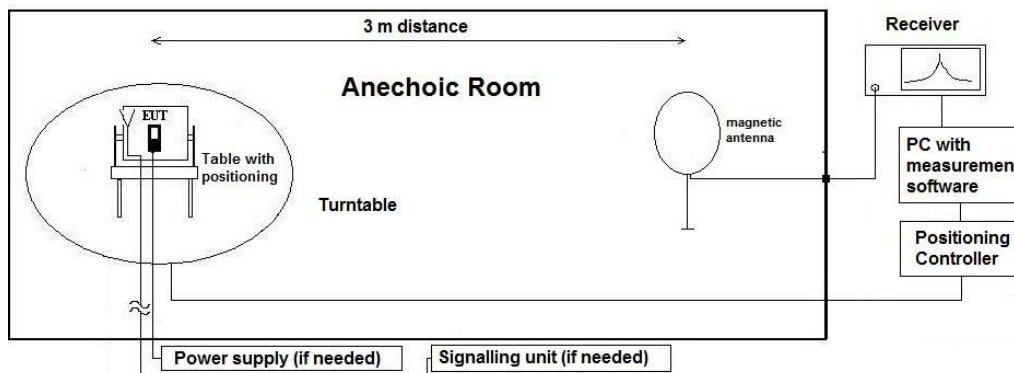 3 m distance
Receiver
Anechoic Room
EUT
magnetic
antenna
Table with
positioning
PC with
measuremen
software
Turntable
Positioning
Controller
Power supply (if needed)
Signalling unit (if needed)